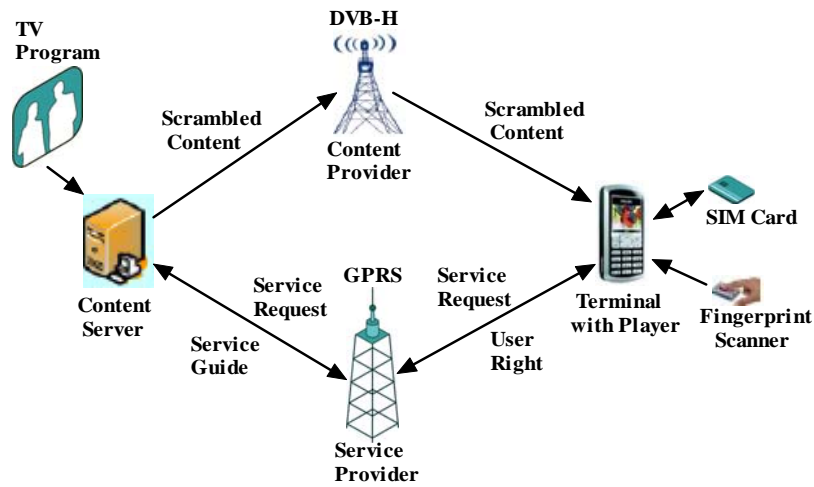 TV
Program
DVB-H
Scrambled
Content
Scrambled
Content
Content
Provider
SIM Card
Content
Server
Service
Request
GPRS
Service
Request
Terminal
with Player
Fingerprint
Scanner
Service
Guide
User
Right
Service
Provider